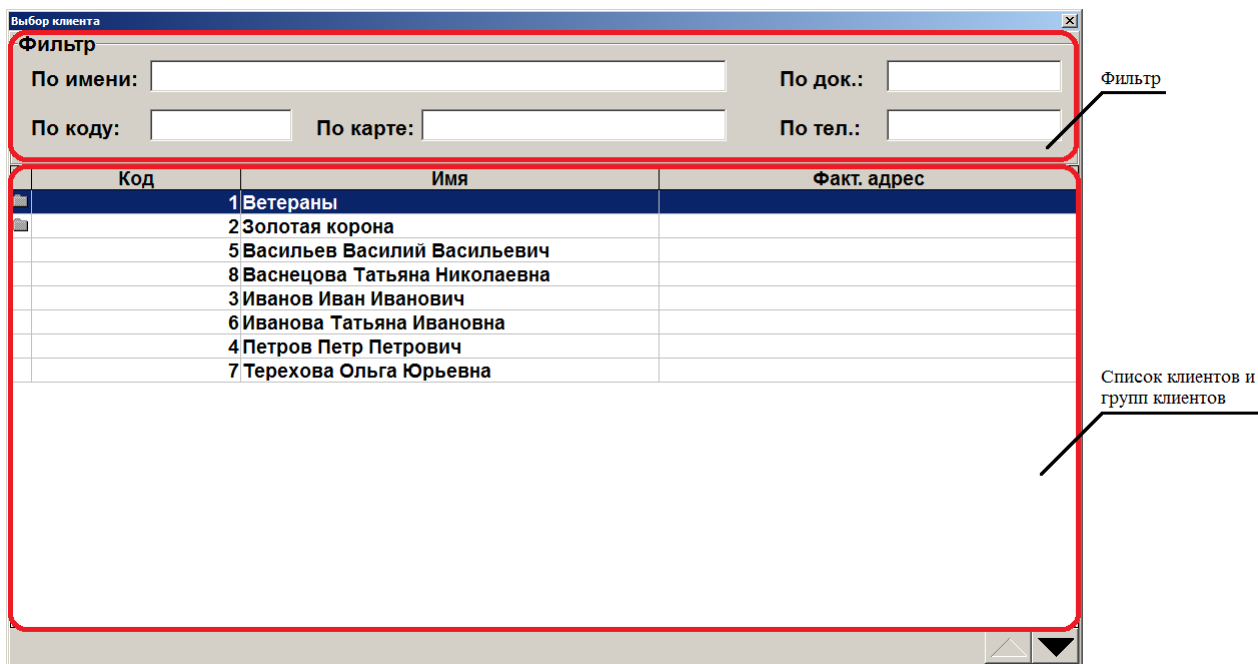 Выбор клиента
Фильтр
По имени:
По док.:
По коду:
По карте:
По тел.:
Фильтр
Код Имя Факт. адрес
1 Ветераны
2 Золотая корона
5 Васильев Василий Васильевич
8 Васнецова Татьяна Николаевна
3 Иванов Иван Иванович
6 Иванова Татьяна Ивановна
4 Петров Петр Петрович
7 Терехова Ольга Юрьевна
Список клиентов и
групп клиентов